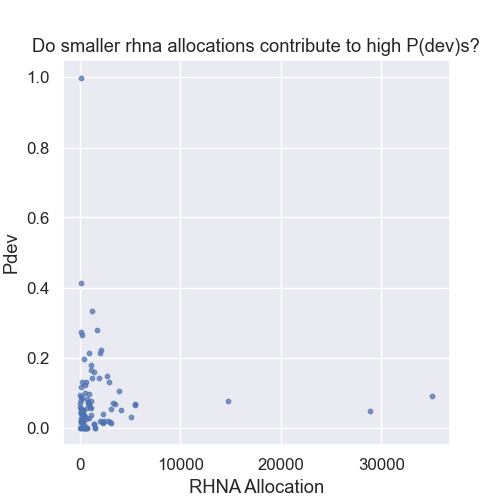 Do smaller rhna allocations contribute to high P(dev)s?
1.0
0.8
0.6
0.4
0.2
0.0
Pdev
0 10000 20000 30000
RHNA Allocation